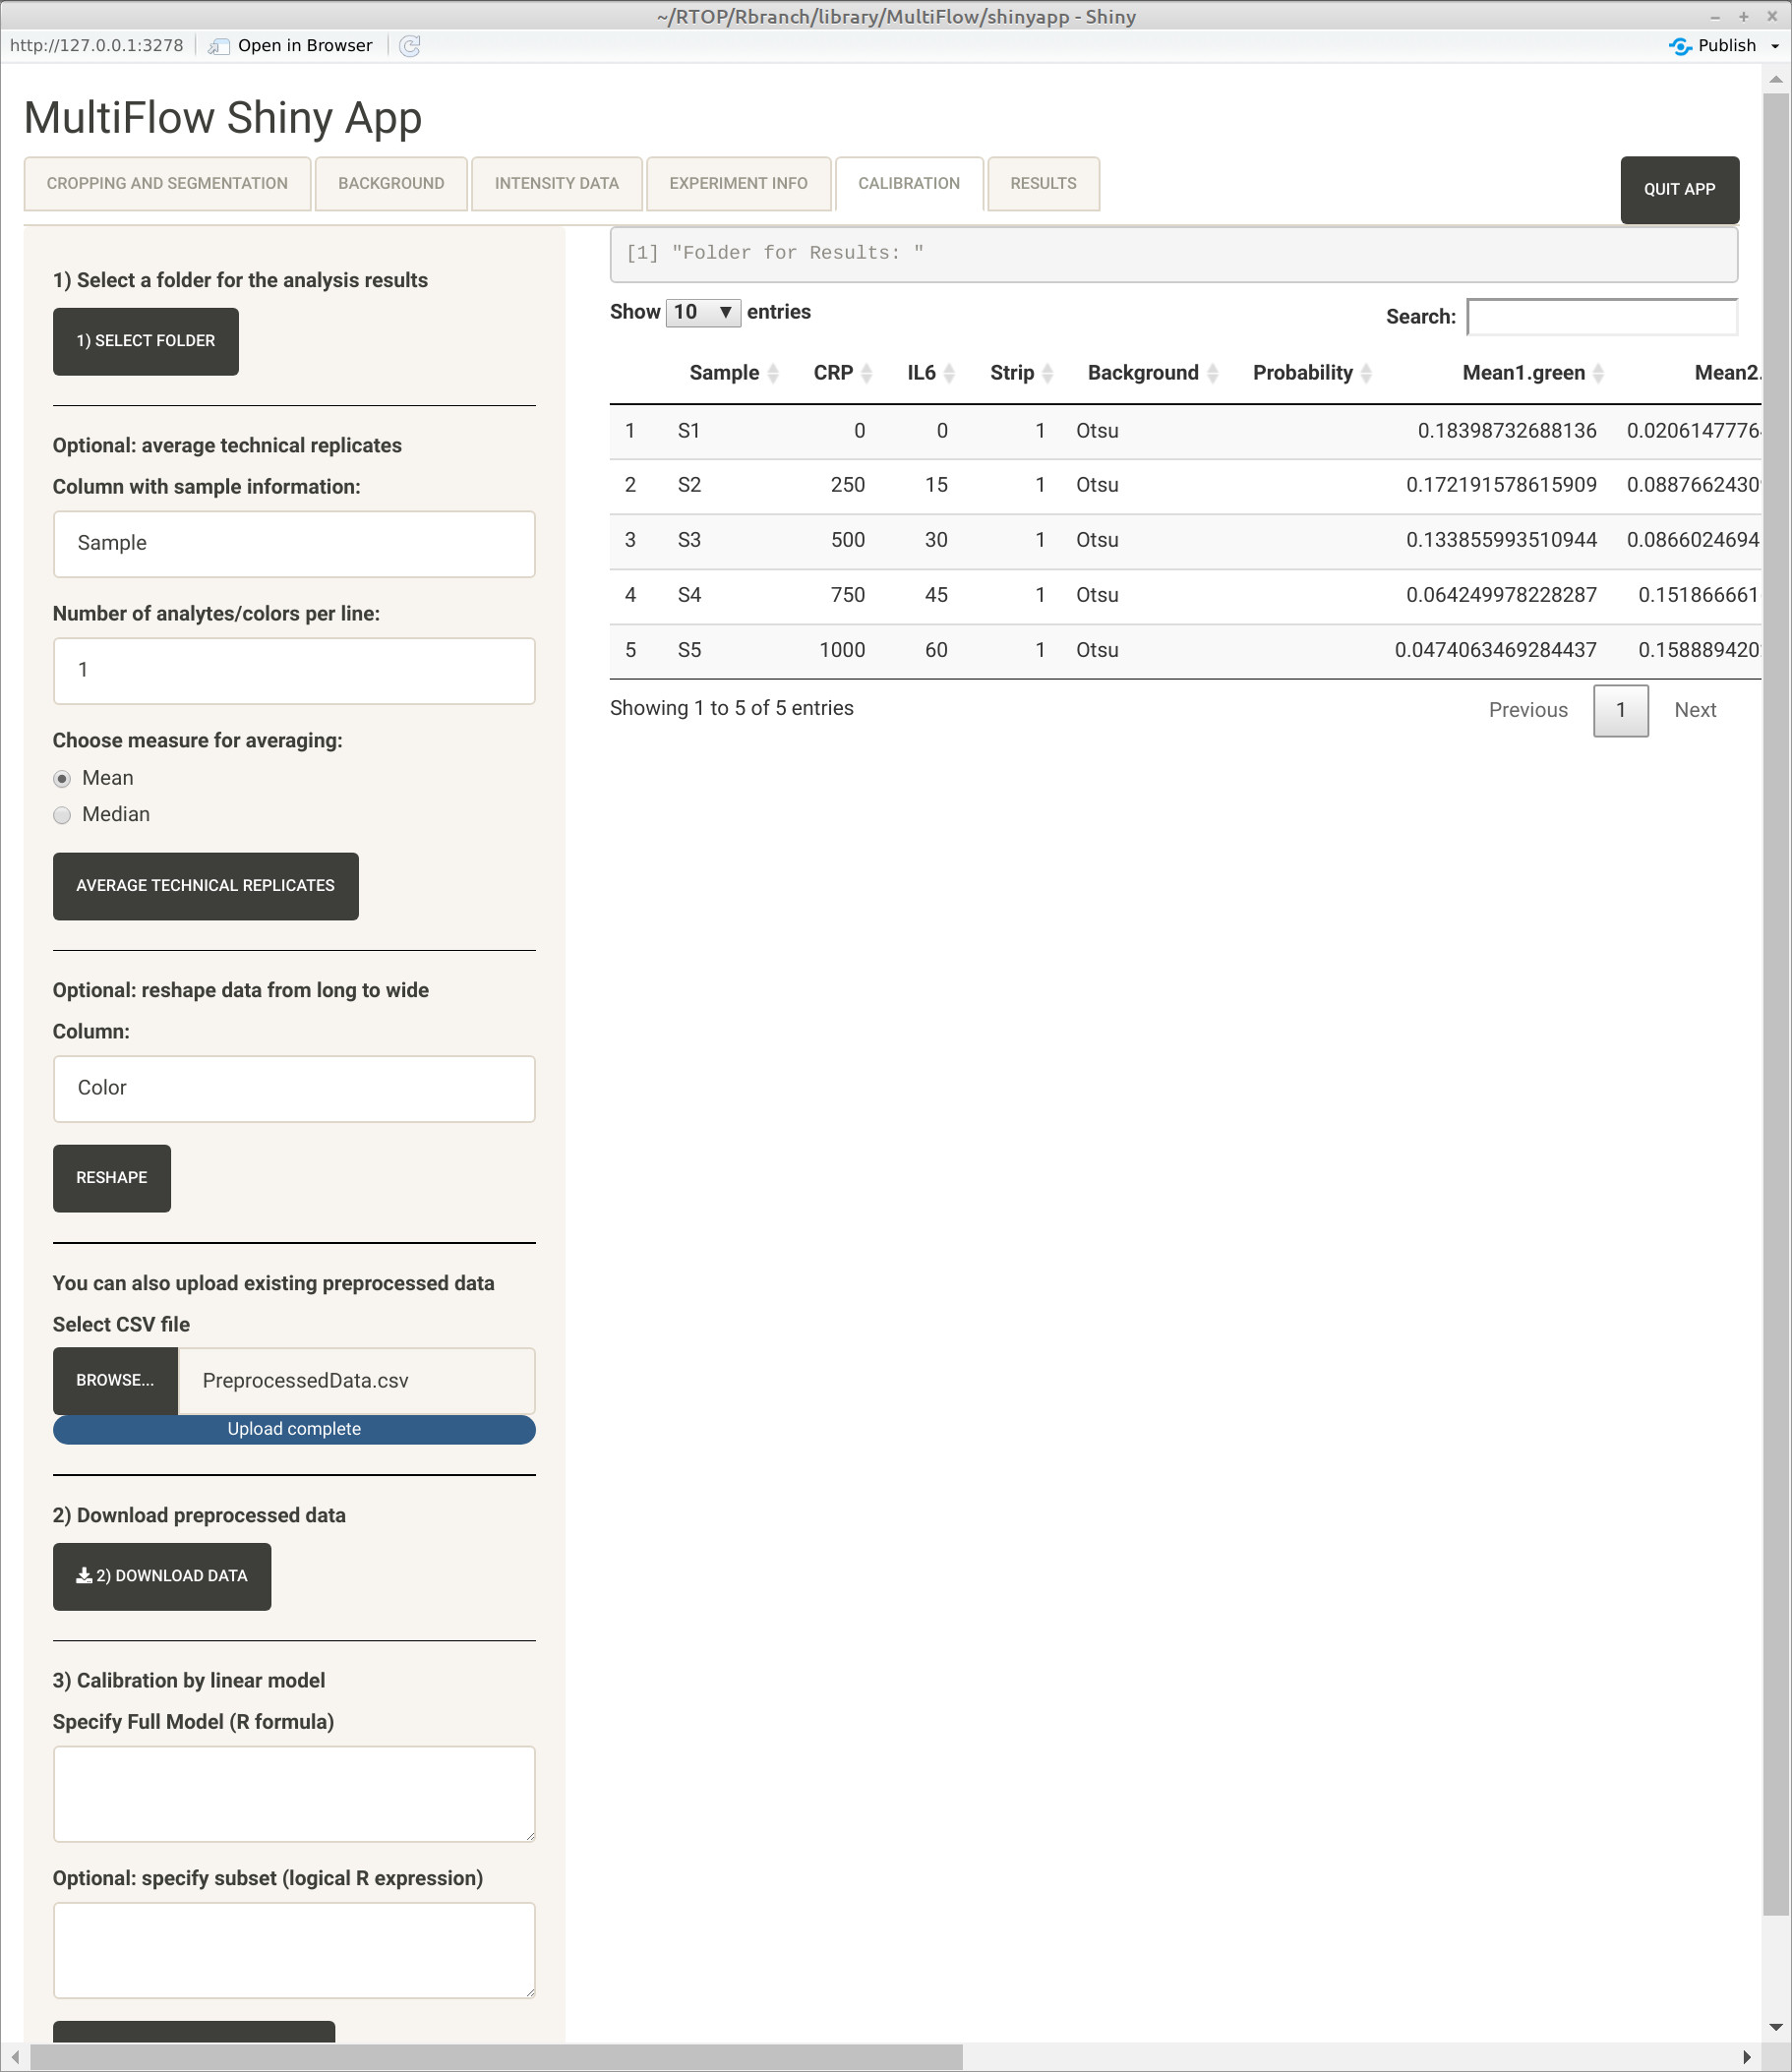 ~/RTOP/Rbranch/library/MultiFlow/shinyapp - Shiny
http://127.0.0.1:3278 Open in Browser Publish
MultiFlow Shiny App
CROPPING AND SEGMENTATION BACKGROUND INTENSITY DATA EXPERIMENT INFO CALIBRATION RESULTS QUIT APP
1) Select a folder for the analysis results
1) SELECT FOLDER
Optional: average technical replicates
Column with sample information:
Sample
Number of analytes/colors per line:
1
Choose measure for averaging:
Mean
Median
AVERAGE TECHNICAL REPLICATES
Optional: reshape data from long to wide
Column:
Color
RESHAPE
You can also upload existing preprocessed data
Select CSV file
BROWSE... PreprocessedData.csv
Upload complete
2) Download preprocessed data
2) DOWNLOAD DATA
3) Calibration by linear model
Specify Full Model (R formula)
Optional: specify subset (logical R expression)
[1] "Folder for Results: "
Show 10 entries Search:
Sample CRP IL6 Strip Background Probability Mean1.green Mean2.
1 S1 0 0 1 Otsu 0.18398732688136 0.0206147776
2 S2 250 15 1 Otsu 0.172191578615909 0.0887662430
3 S3 500 30 1 Otsu 0.133855993510944 0.0866024694
4 S4 750 45 1 Otsu 0.064249978228287 0.151866661
5 S5 1000 60 1 Otsu 0.0474063469284437 0.158889420
Showing 1 to 5 of 5 entries Previous 1 Next